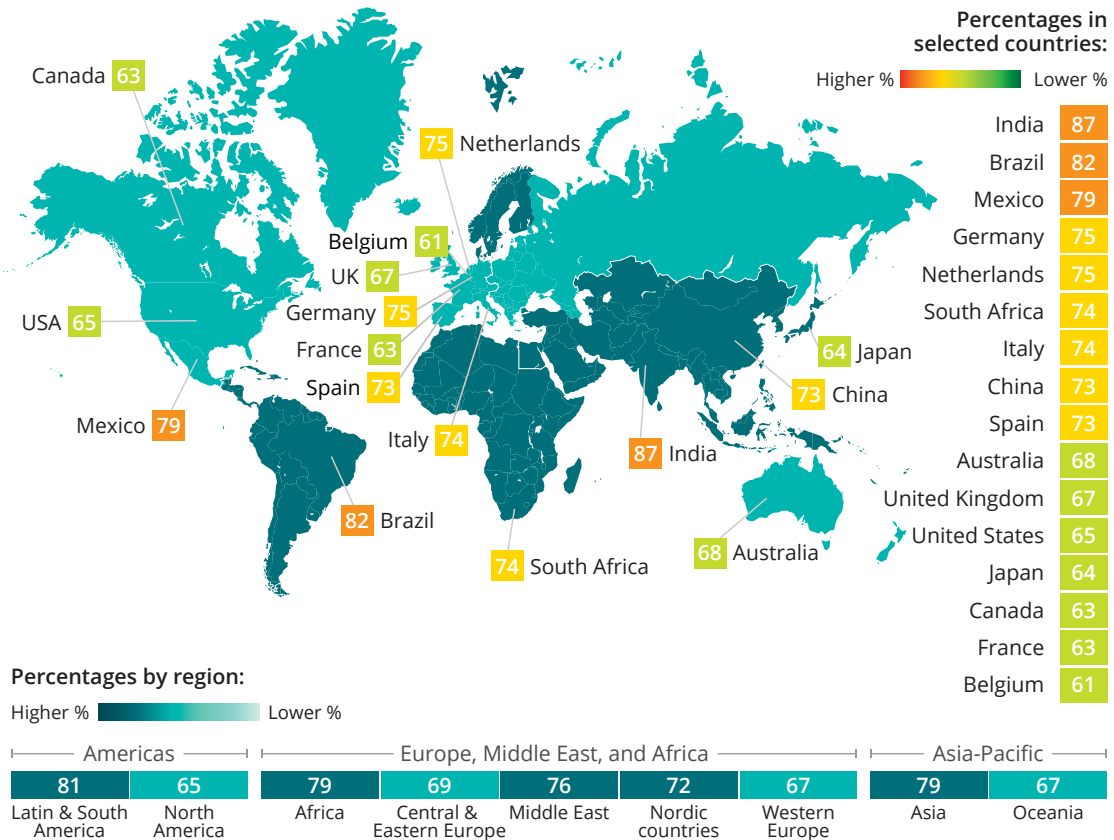 Percentages in
selected countries:
Higher % Lower %
Canada 63
75 Netherlands
Belgium 61
UK 67
Germany 75
USA 65
France 63
64 Japan
Spain 73
73 China
Mexico 79
Italy 74
87 India
82 Brazil
68 Australia
74 South Africa
India 87
Brazil 82
Mexico 79
Germany 75
Netherlands 75
South Africa 74
Italy 74
China 73
Spain 73
Australia 68
United Kingdom 67
United States 65
Japan 64
Canada 63
France 63
Belgium 61
Percentages by region:
Higher % Lower %
Americas Europe, Middle East, and Africa Asia-Pacific
81 65 79 69 76 72 67 79 67
Latin & South North Africa Central & Middle East Nordic Western Asia Oceania
America America Eastern Europe countries Europe